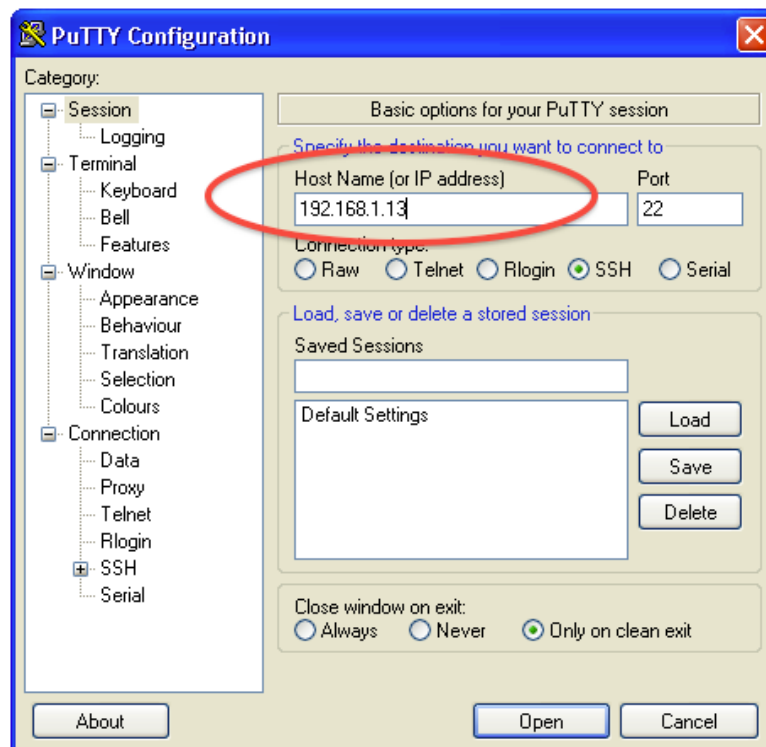 PuTTY Configuration
Category:
Session
Logging
Terminal
Keyboard
Bell
Features
Window
Appearance
Behaviour
Translation
Selection
Colours
Connection
Data
Proxy
Telnet
Rlogin
SSH
Serial
Basic options for your PuTTY session
Specify the destination you want to connect to
Host Name (or IP address) Port
192.168.1.13 22
Connection type:
Raw Telnet Rlogin SSH Serial
Load, save or delete a stored session
Saved Sessions
Default Settings
Load
Save
Delete
Close window on exit:
Always Never Only on clean exit
About Open Cancel